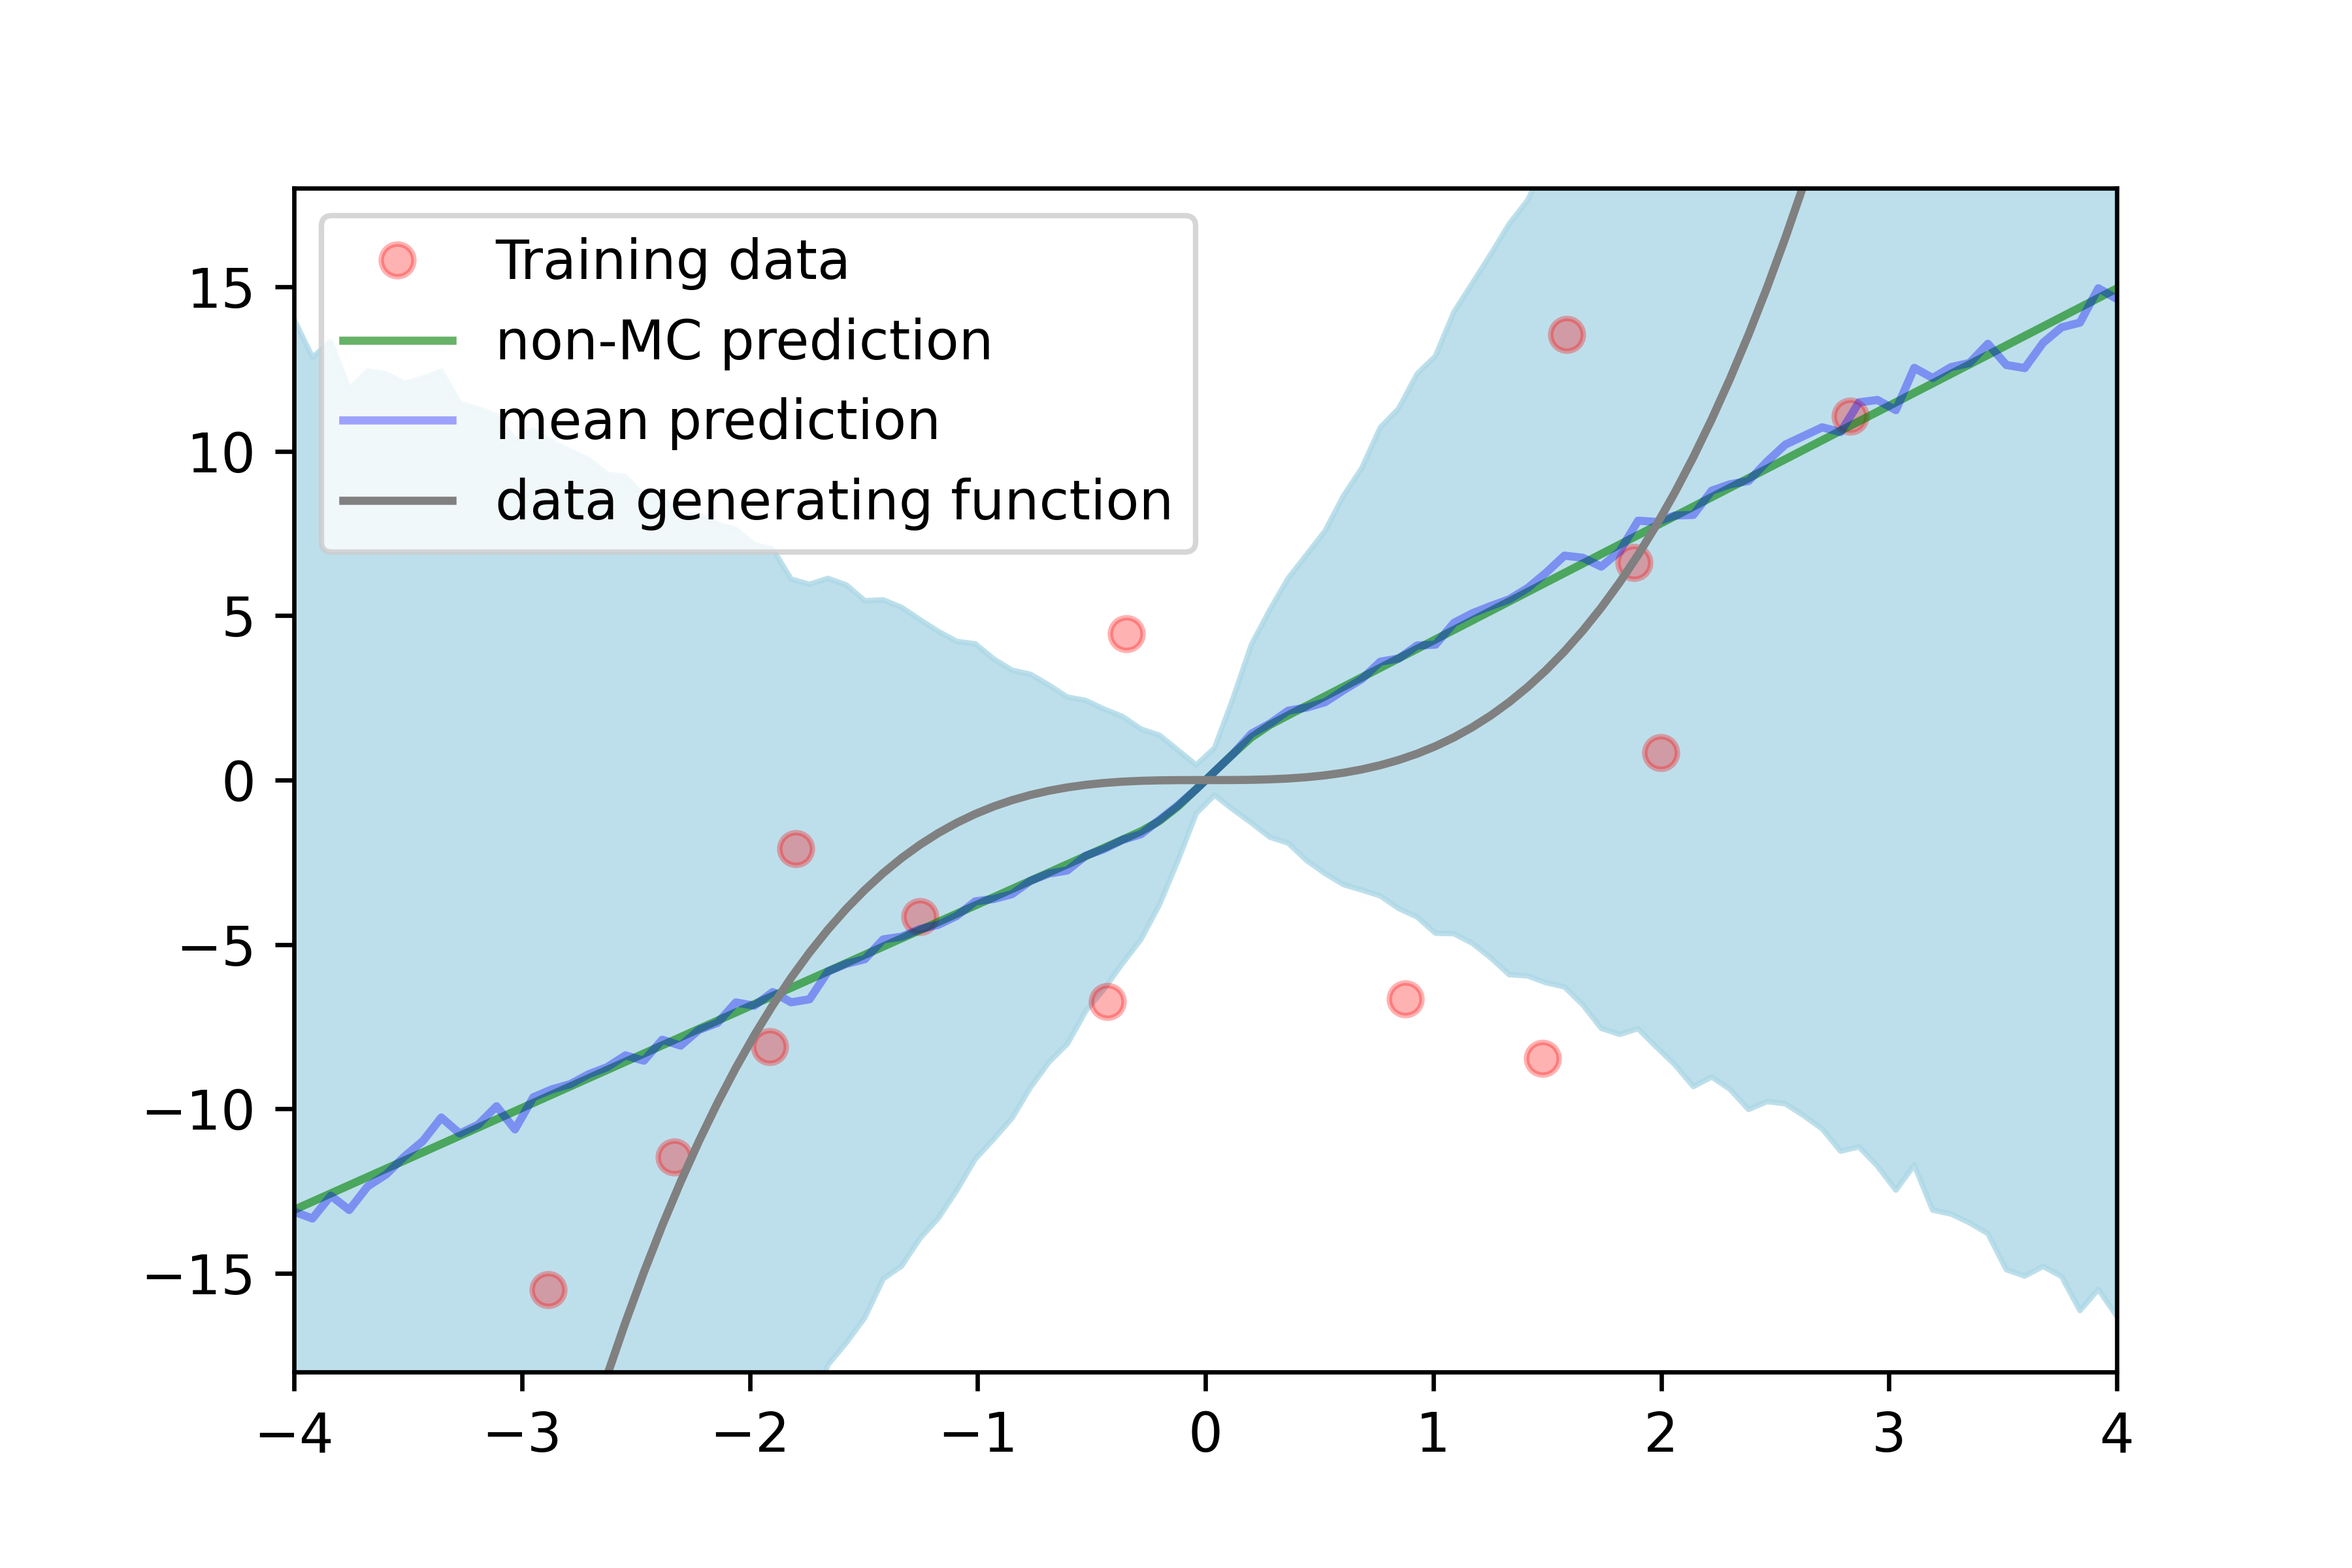 Training data
non-MC prediction
mean prediction
data generating function
15
10
5
0
−5
−10
−15
−4 −3 −2 −1 0 1 2 3 4